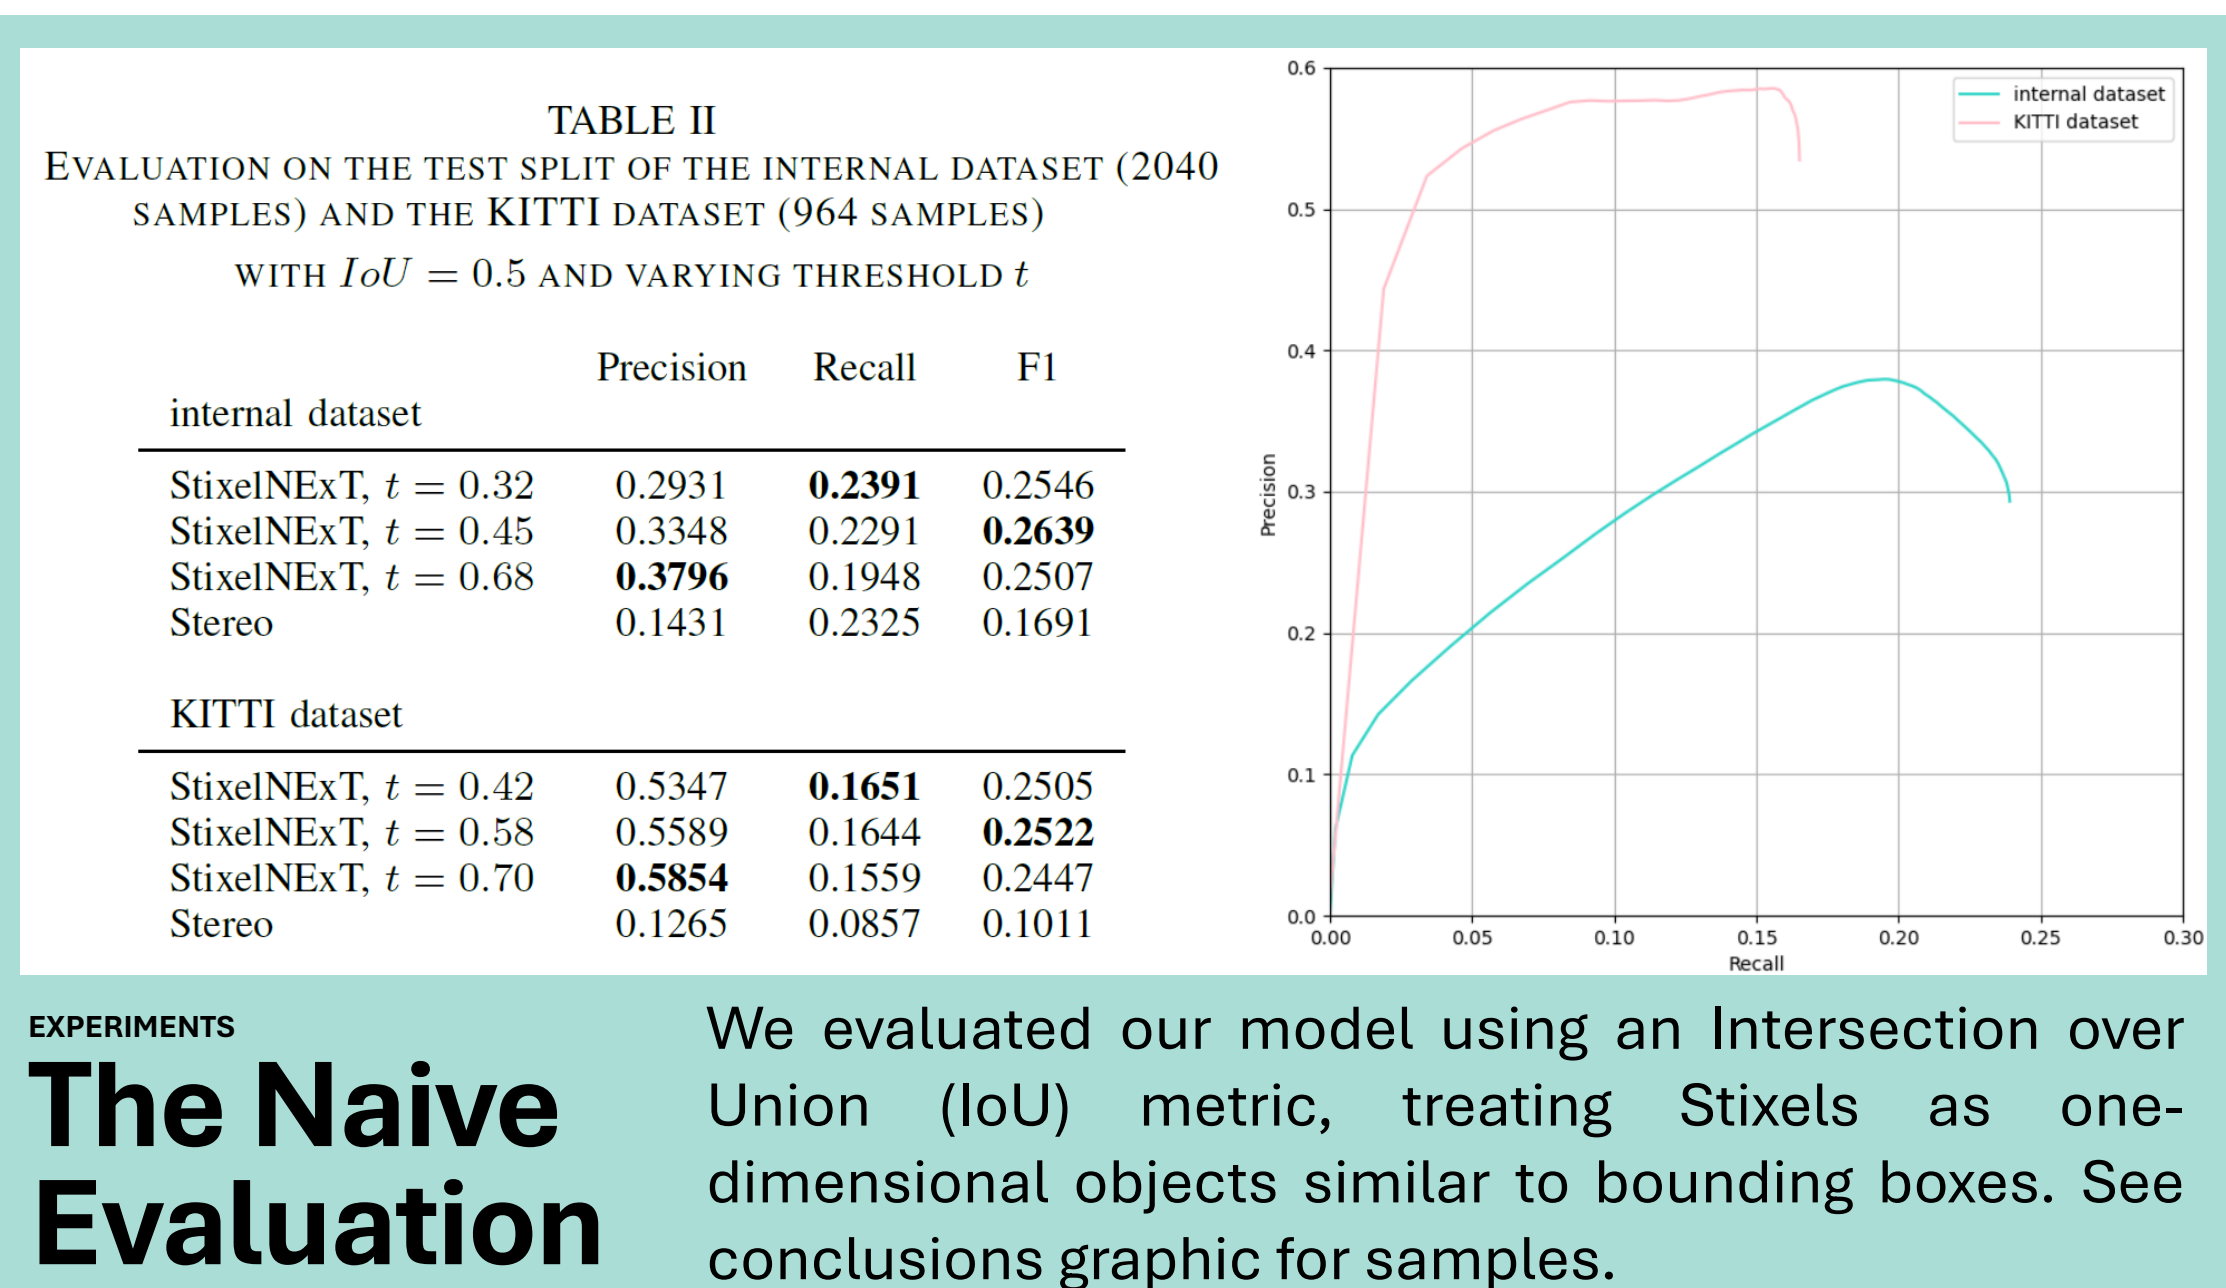 TABLE II
EVALUATION ON THE TEST SPLIT OF THE INTERNAL DATASET (2040
SAMPLES) AND THE KITTI DATASET (964 SAMPLES)
WITH IoU = 0.5 AND VARYING THRESHOLD t
Precision Recall F1
internal dataset
StixelNExT, t = 0.32 0.2931 0.2391 0.2546
StixelNExT, t = 0.45 0.3348 0.2291 0.2639
StixelNExT, t = 0.68 0.3796 0.1948 0.2507
Stereo 0.1431 0.2325 0.1691
KITTI dataset
StixelNExT, t = 0.42 0.5347 0.1651 0.2505
StixelNExT, t = 0.58 0.5589 0.1644 0.2522
StixelNExT, t = 0.70 0.5854 0.1559 0.2447
Stereo 0.1265 0.0857 0.1011
internal dataset
KITTI dataset
0.6
0.5
0.4
0.3
0.2
0.1
0.0
Precision
0.00 0.05 0.10 0.15 0.20 0.25 0.30
Recall
EXPERIMENTS
The Naive
Evaluation
We evaluated our model using an Intersection over
Union (IoU) metric, treating Stixels as one-
dimensional objects similar to bounding boxes. See
conclusions graphic for samples.